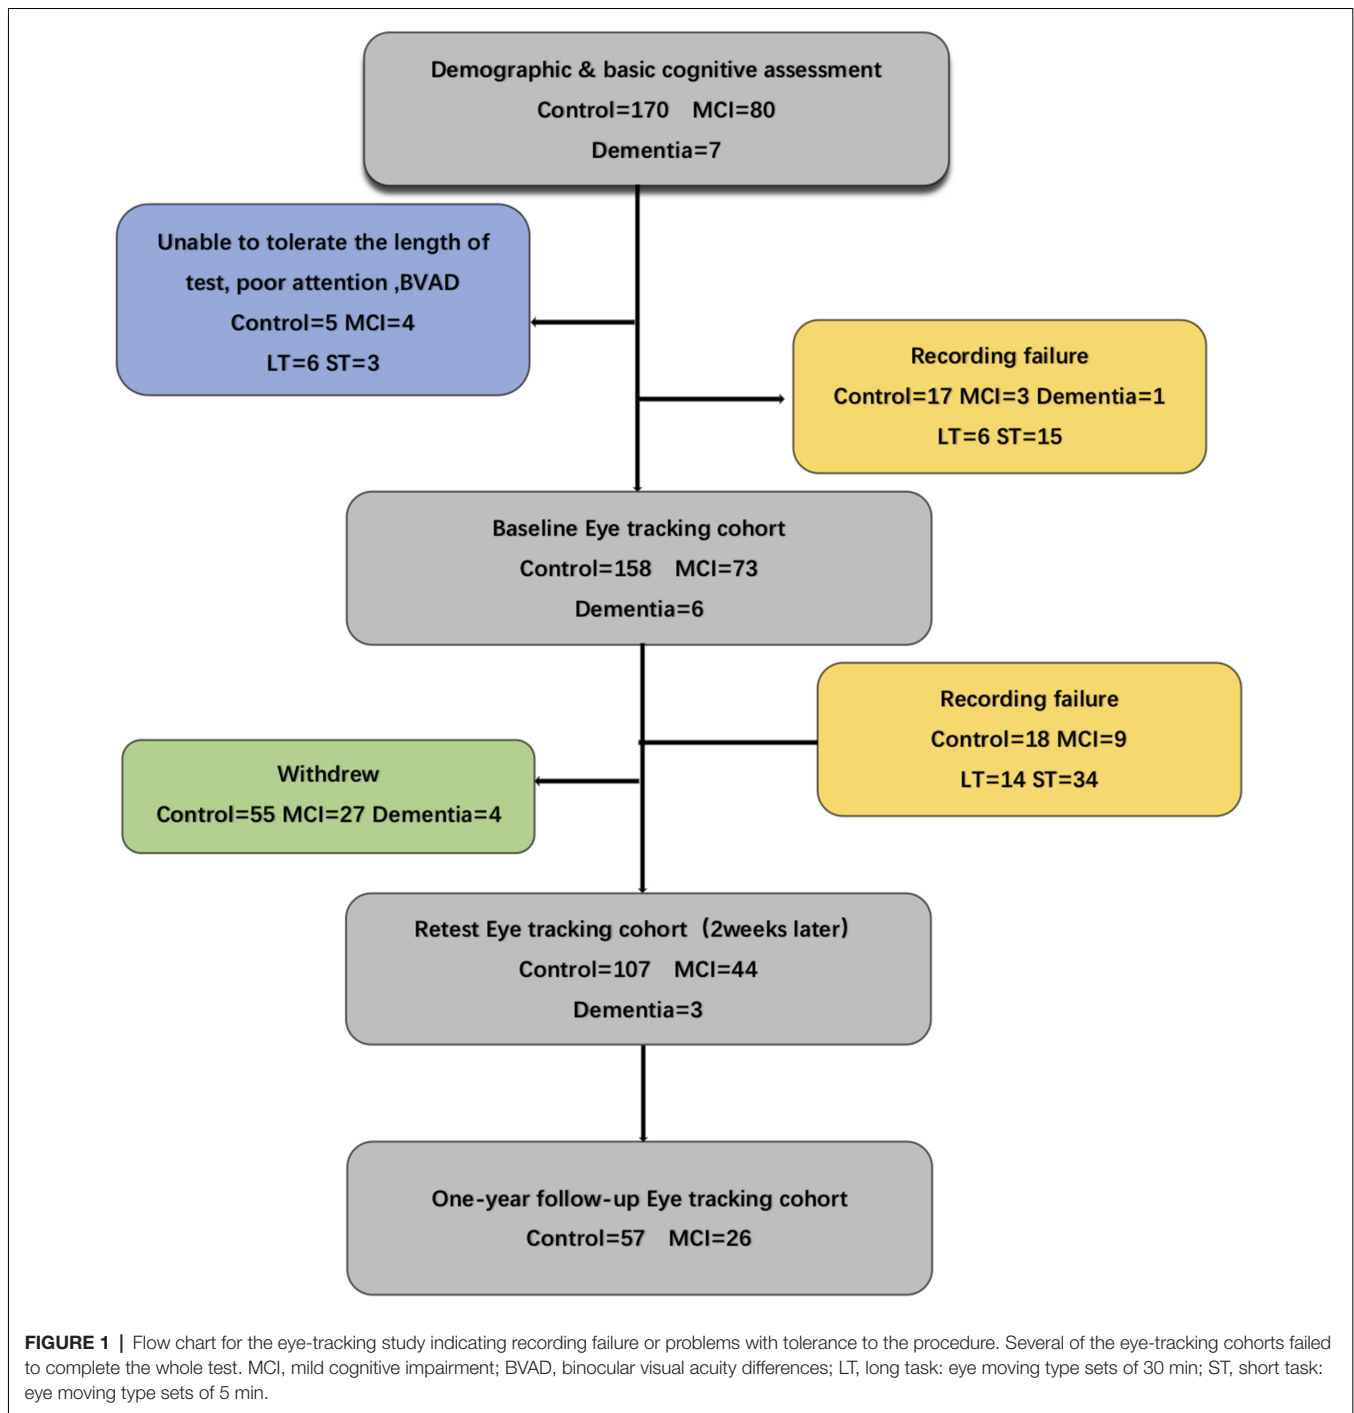 Demographic & basic cognitive assessment
Control=170 MCI=80
Dementia=7
Unable to tolerate the length of
test, poor attention ,BVAD
Control=5 MCI=4
LT=6 ST=3
Recording failure
Control=17 MCI=3 Dementia=1
LT=6 ST=15
Baseline Eye tracking cohort
Control=158 MCI=73
Dementia=6
Recording failure
Control=18 MCI=9
LT=14 ST=34
Withdrew
Control=55 MCI=27 Dementia=4
Retest Eye tracking cohort（2weeks later）
Control=107 MCI=44
Dementia=3
One-year follow-up Eye tracking cohort
Control=57 MCI=26
FIGURE 1 | Flow chart for the eye-tracking study indicating recording failure or problems with tolerance to the procedure. Several of the eye-tracking cohorts failed
to complete the whole test. MCI, mild cognitive impairment; BVAD, binocular visual acuity differences; LT, long task: eye moving type sets of 30 min; ST, short task:
eye moving type sets of 5 min.